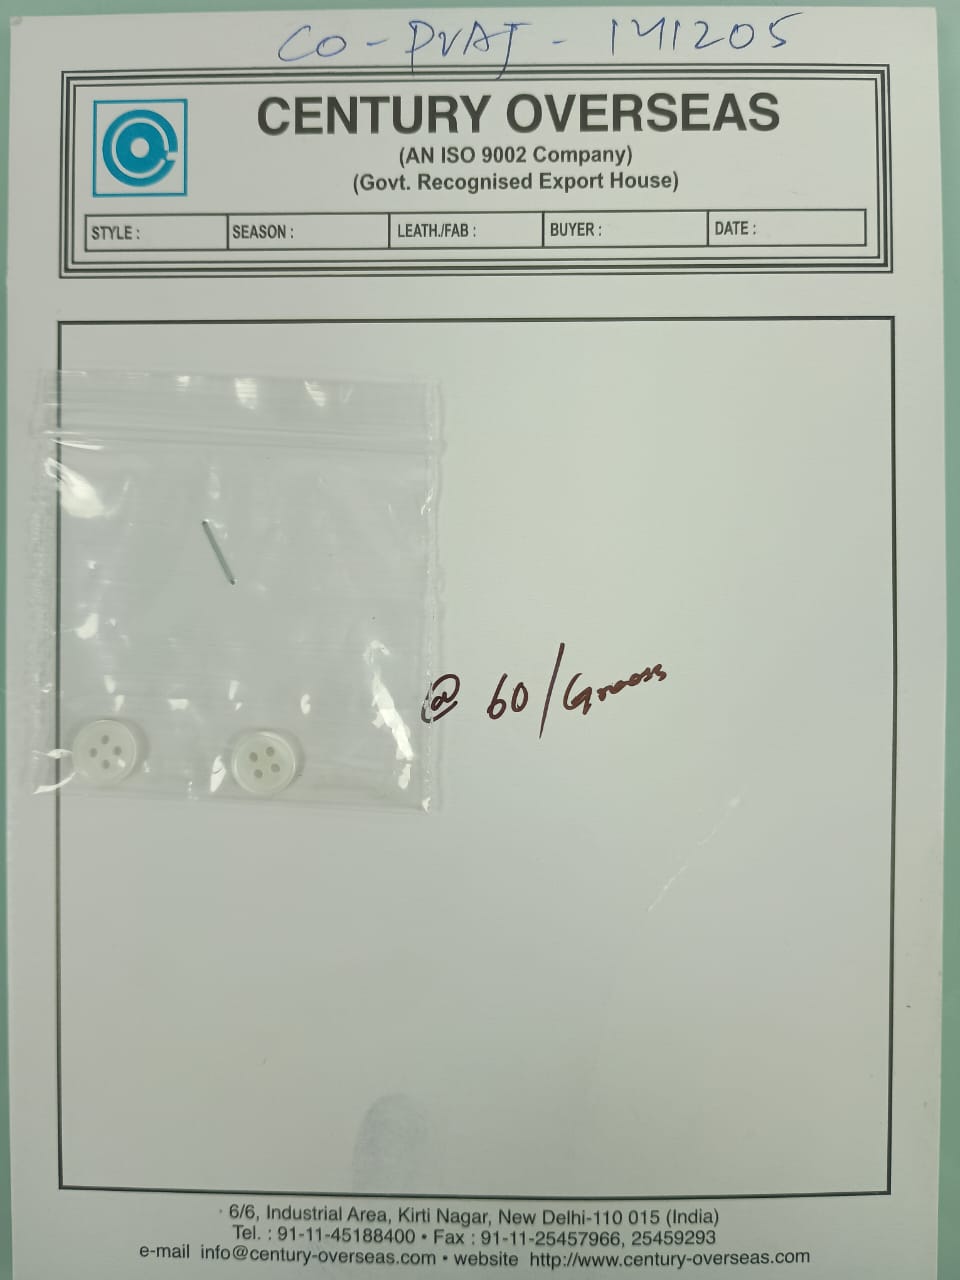 CO - PVAJ - 141205
CENTURY OVERSEAS
(AN ISO 9002 Company)
(Govt. Recognised Export House)
STYLE : SEASON : LEATH./FAB : BUYER : DATE :
@ 60/Gross
6/6, Industrial Area, Kirti Nagar, New Delhi-110 015 (India)
Tel. : 91-11-45188400 • Fax : 91-11-25457966, 25459293
e-mail info@century-overseas.com • website http://www.century-overseas.com